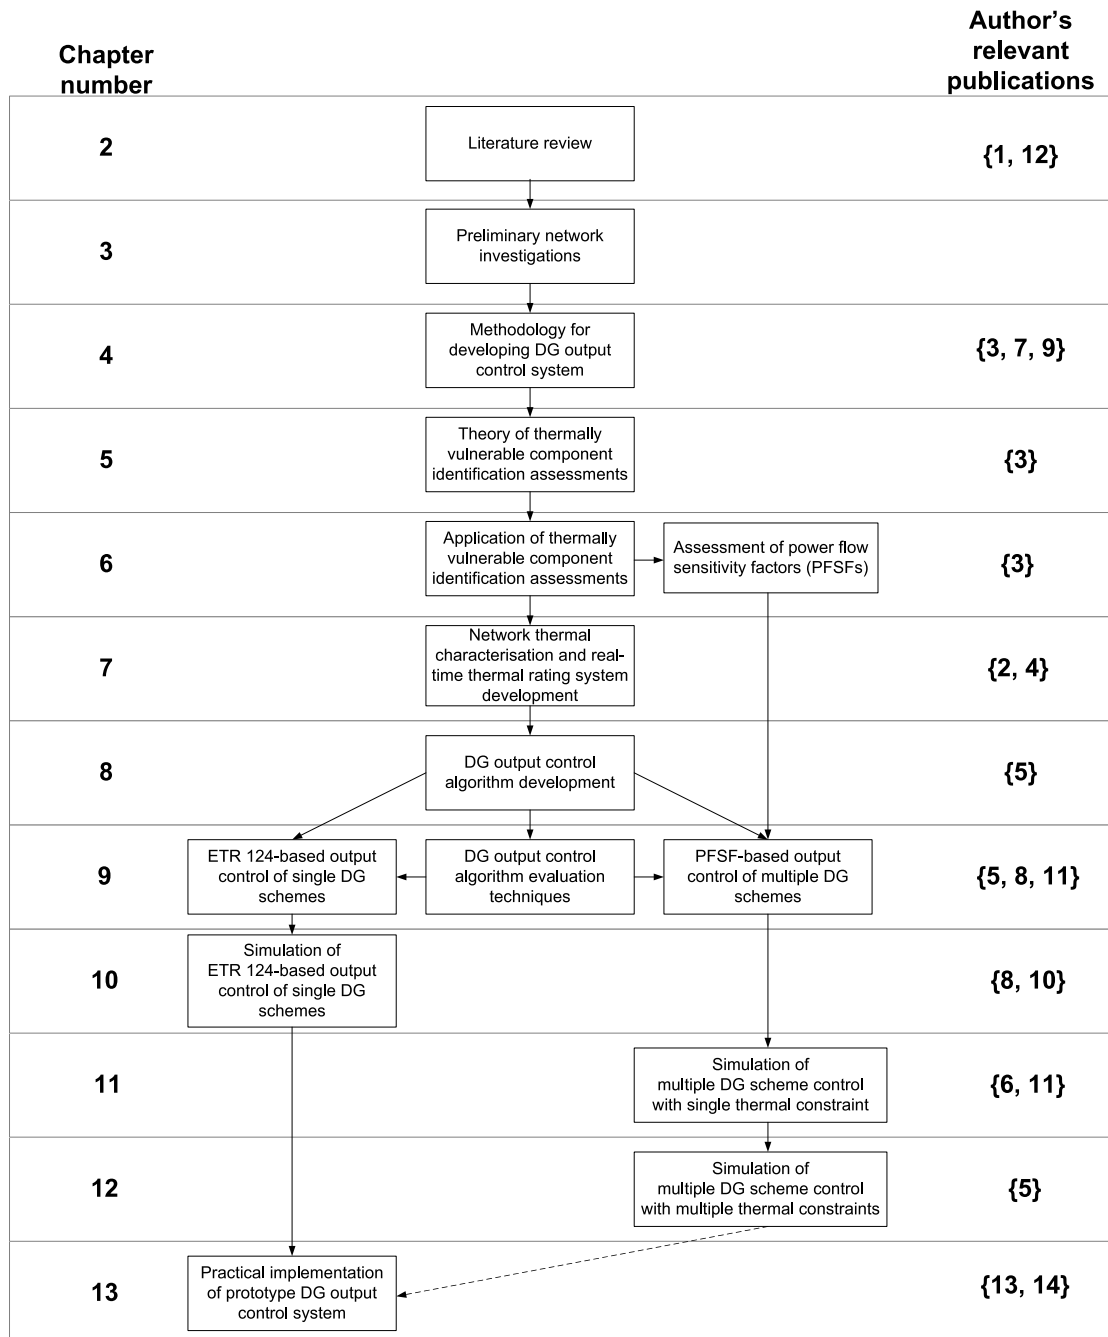 Chapter
number
Author's
relevant
publications
2
Literature review
{1, 12}
3
Preliminary network
investigations
4
Methodology for
developing DG output
control system
{3, 7, 9}
5
Theory of thermally
vulnerable component
identification assessments
{3}
6
Application of thermally
vulnerable component
identification assessments
Assessment of power flow
sensitivity factors (PFSFs)
{3}
7
Network thermal
characterisation and real-
time thermal rating system
development
{2, 4}
8
DG output control
algorithm development
{5}
9
ETR 124-based output
control of single DG
schemes
DG output control
algorithm evaluation
techniques
PFSF-based output
control of multiple DG
schemes
{5, 8, 11}
10
Simulation of
ETR 124-based output
control of single DG
schemes
{8, 10}
11
Simulation of
multiple DG scheme control
with single thermal constraint
{6, 11}
12
Simulation of
multiple DG scheme control
with multiple thermal constraints
{5}
13
Practical implementation
of prototype DG output
control system
{13, 14}